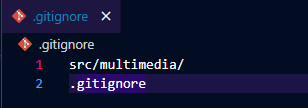 .gitignore
.gitignore
1 src/multimedia/
2 .gitignore